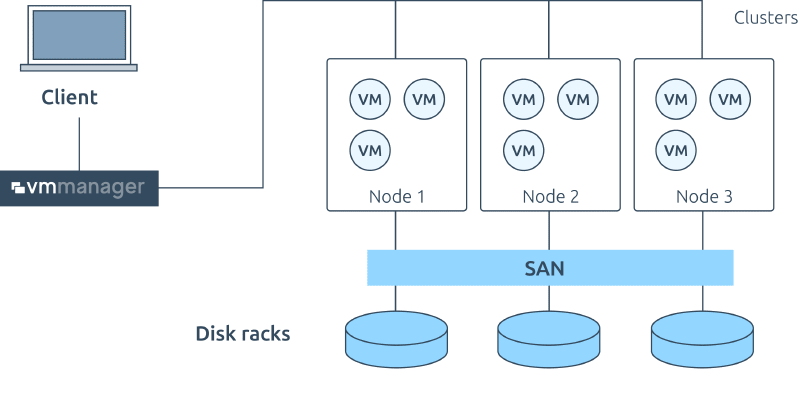 Clusters
Client
vmmanager
VM VM
VM
Node 1
VM VM
VM
Node 2
VM VM
VM
Node 3
SAN
Disk racks